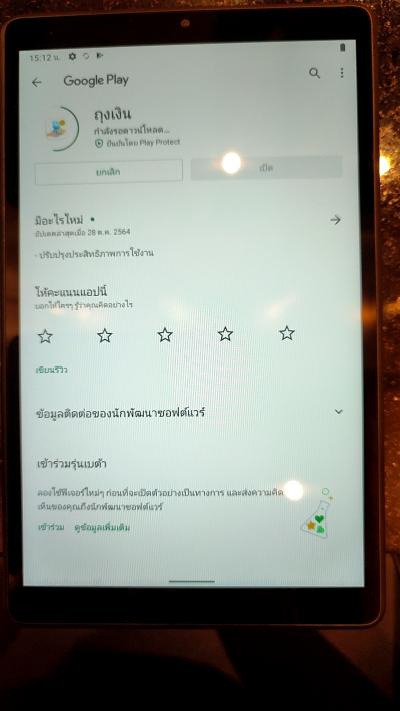 15:12 น.
Google Play
ถุงเงิน
กำลังรอดาวน์โหลด...
ยืนยันโดย Play Protect
ยกเลิก
เปิด
มีอะไรใหม่ •
อัปเดตล่าสุดเมื่อ 28 ต.ค. 2564
- ปรับปรุงประสิทธิภาพการใช้งาน
ให้คะแนนแอปนี้
บอกให้ใครๆ รู้ว่าคุณคิดอย่างไร
เขียนรีวิว
ข้อมูลติดต่อของนักพัฒนาซอฟต์แวร์
เข้าร่วมรุ่นเบต้า
ลองใช้ฟีเจอร์ใหม่ๆ ก่อนที่จะเปิดตัวอย่างเป็นทางการ และส่งความคิด
เห็นของคุณถึงนักพัฒนาซอฟต์แวร์
เข้าร่วม ดูข้อมูลเพิ่มเติม